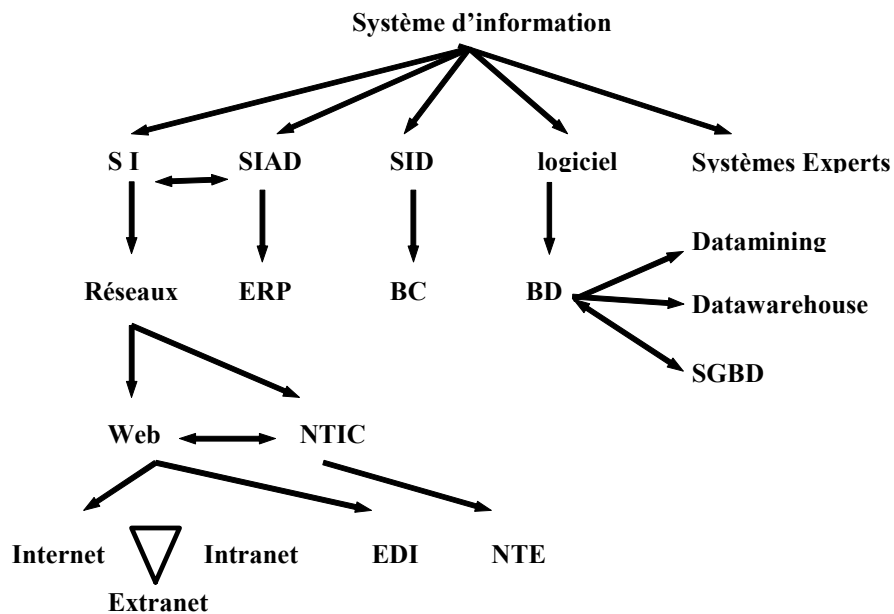 Système d'information
S I SIAD SID logiciel Systèmes Experts
Datamining
Réseaux ERP BC BD Datawarehouse
SGBD
Web NTIC
Internet Intranet EDI NTE
Extranet